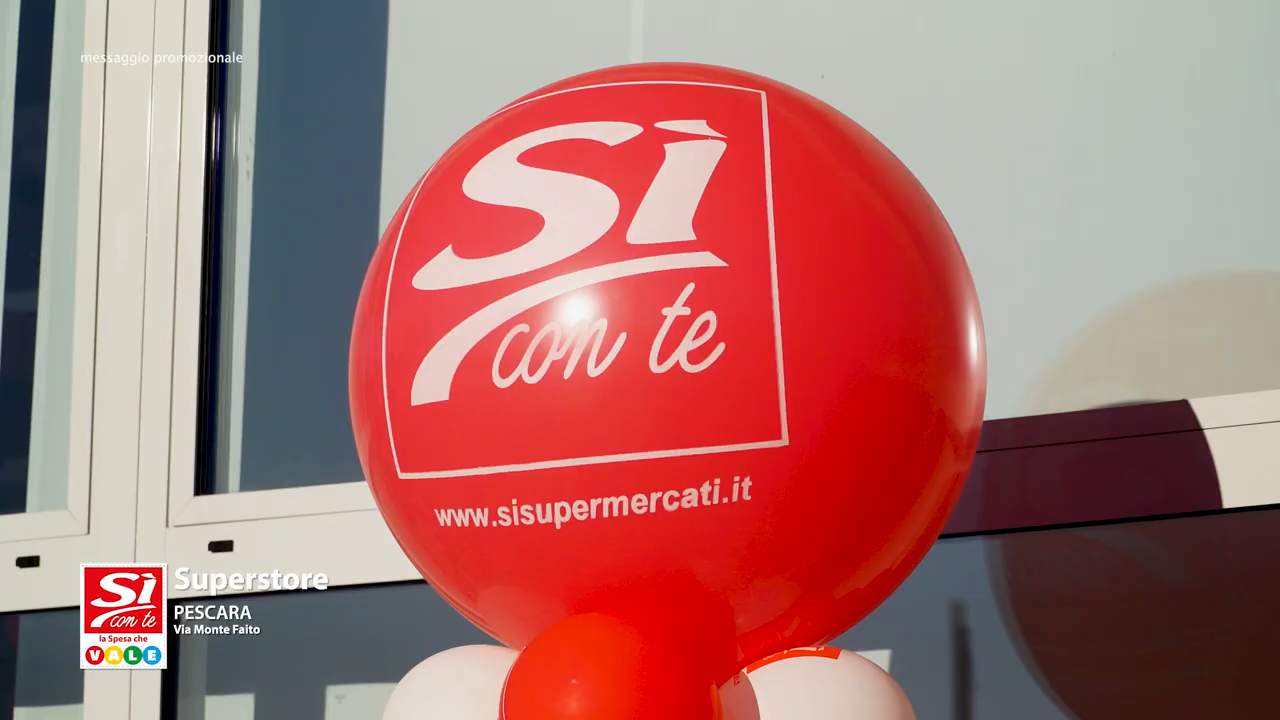 messaggio promozionale
Sì
con te
www.sisupermercati.it
Sì
con te
la Spesa che
VALE
Superstore
PESCARA
Via Monte Faito